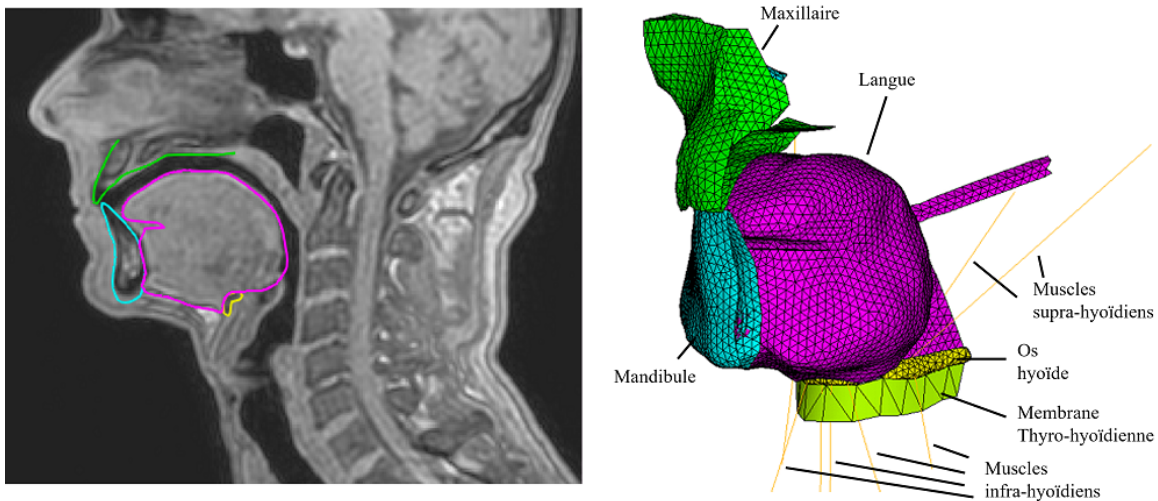 Maxillaire
Langue
Muscles
supra-hyoïdiens
Os
hyoïde
Mandibule
Membrane
Thyro-hyoïdienne
Muscles
infra-hyoïdiens